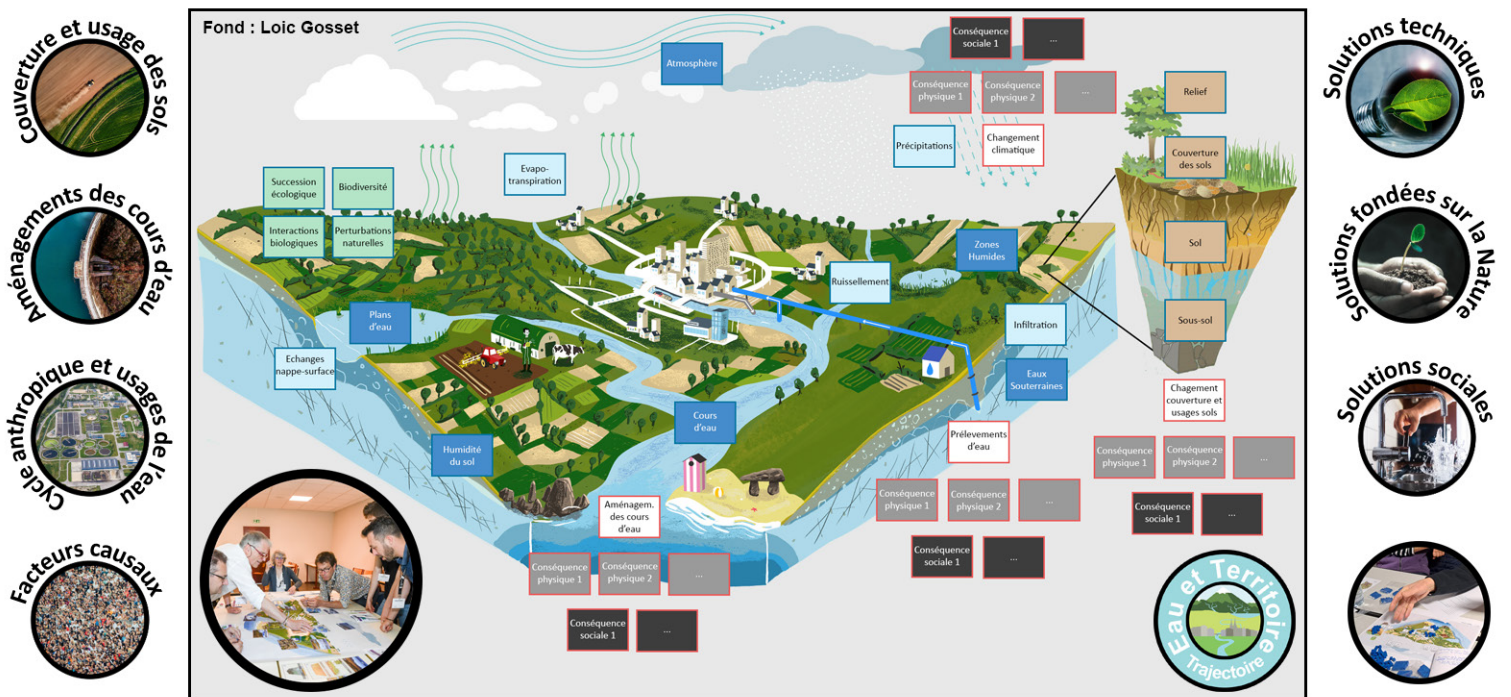 Couverture et usage des sols
Aménagements des cours d'eau
Cycle anthropique et usages de l'eau
Facteurs causaux
Fond : Loic Gosset
Atmosphère
Conséquence
sociale 1
...
Conséquence
physique 1
Conséquence
physique 2
...
Précipitations
Changement
climatique
Evapo-
transpiration
Succession
écologique
Biodiversité
Interactions
biologiques
Perturbations
naturelles
Zones
Humides
Ruissellement
Plans
d'eau
Infiltration
Echanges
nappe-surface
Eaux
Souterraines
Cours
d'eau
Humidité
du sol
Prélevements
d'eau
Conséquence
physique 1
Conséquence
physique 2
...
Conséquence
sociale 1
...
Aménagem.
des cours
d'eau
Conséquence
physique 1
Conséquence
physique 2
...
Conséquence
sociale 1
...
Relief
Couverture
des sols
Sol
Sous-sol
Chagement
couverture et
usages sols
Conséquence
physique 1
Conséquence
physique 2
...
Conséquence
sociale 1
...
Eau et Territoire
Trajectoire
Solutions techniques
Solutions fondées sur la Nature
Solutions sociales